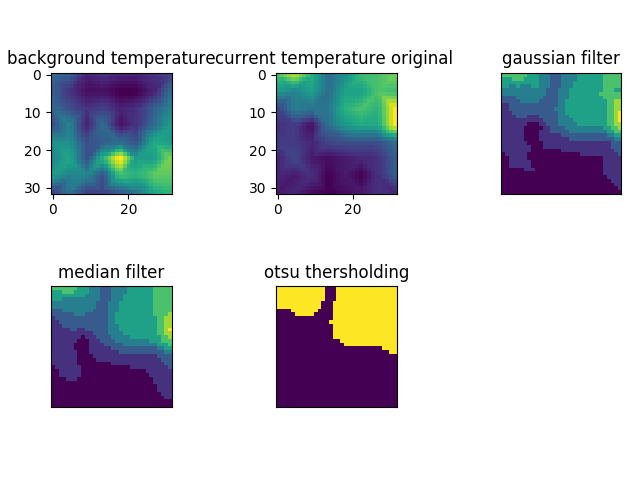 background temperature
current temperature original
gaussian filter
0
10
20
30
0
20
0
10
20
30
0
20
median filter
otsu thersholding